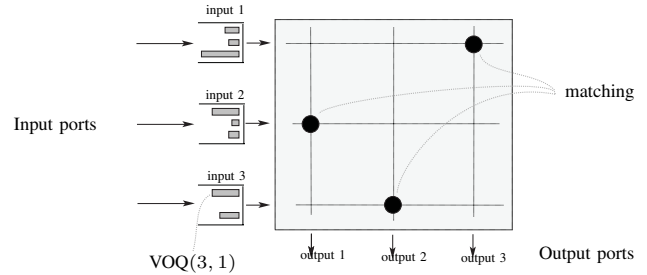 input 1
input 2
matching
Input ports
input 3
VOQ(3, 1)
output 1
output 2
output 3
Output ports